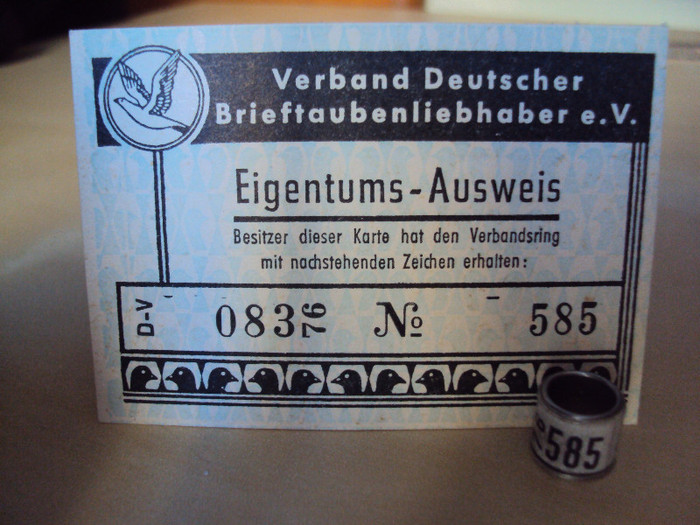 Verband Deutscher
Brieftaubenliebhaber e.V.
Eigentums-Ausweis
Besitzer dieser Karte hat den Verbandsring
mit nachstehenden Zeichen erhalten:
D-V 083 76 № 585
585